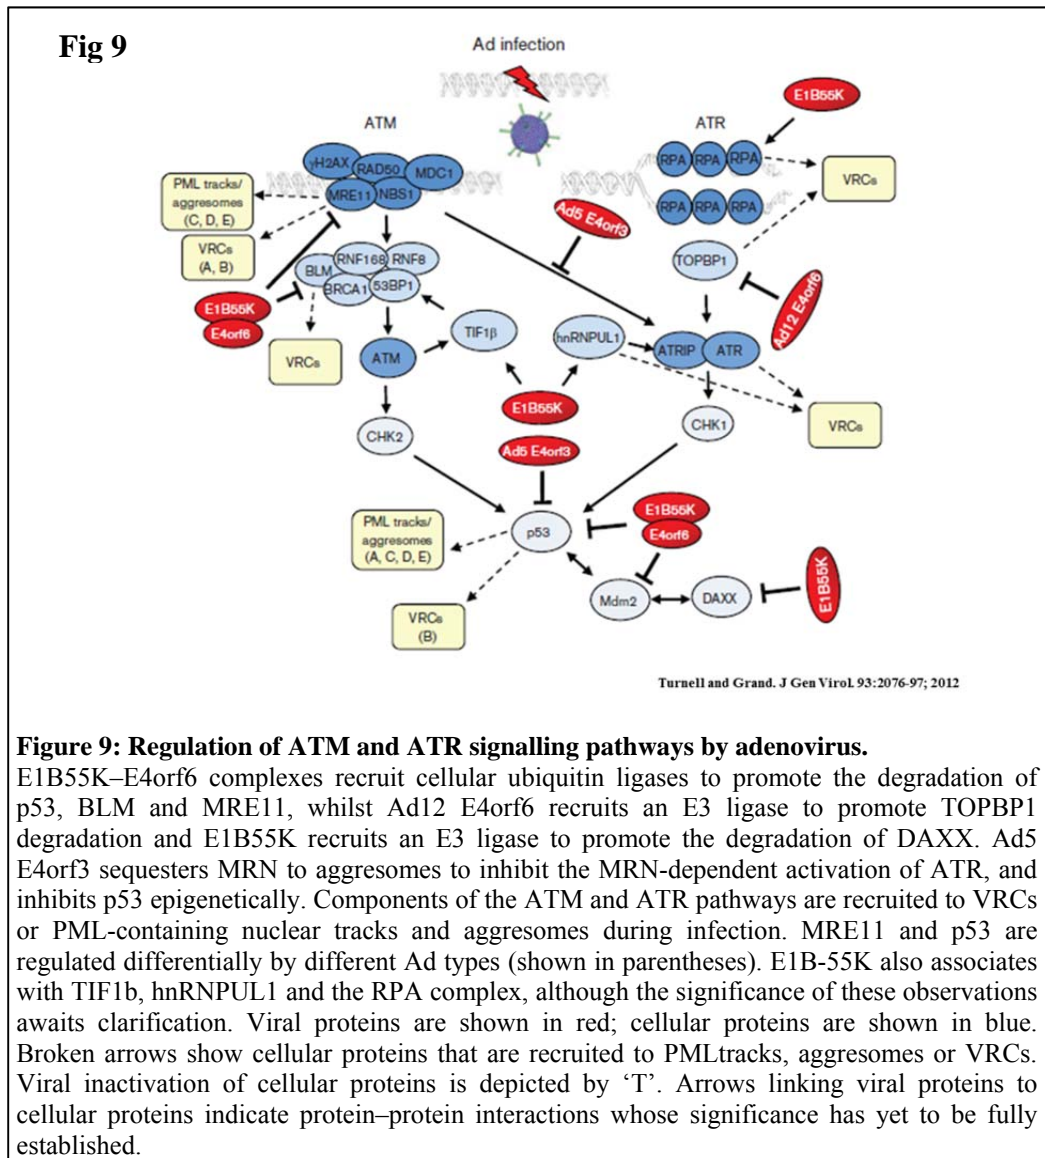 Fig 9
Ad infection
E1B55K
ATM
ATR
γH2AX
RAD50
MDC1
MRE11
NBS1
RPA
RPA
RPA
RPA
RPA
RPA
VRCs
PML tracks/
aggresomes
(C, D, E)
VRCs
(A, B)
Ad5 E4orf3
TOPBP1
Ad12 E4orf6
RNF168
RNF8
BLM
BRCA1
53BP1
E1B55K
E4orf6
VRCs
ATM
TIF1β
hnRNPUL1
ATRIP
ATR
E1B55K
VRCs
CHK2
CHK1
Ad5 E4orf3
PML tracks/
aggresomes
(A, C, D, E)
p53
E1B55K
E4orf6
VRCs
(B)
Mdm2
DAXX
E1B55K
Turnell and Grand. J Gen Virol. 93:2076-97; 2012
Figure 9: Regulation of ATM and ATR signalling pathways by adenovirus.
E1B55K–E4orf6 complexes recruit cellular ubiquitin ligases to promote the degradation of
p53, BLM and MRE11, whilst Ad12 E4orf6 recruits an E3 ligase to promote TOPBP1
degradation and E1B55K recruits an E3 ligase to promote the degradation of DAXX. Ad5
E4orf3 sequesters MRN to aggresomes to inhibit the MRN-dependent activation of ATR, and
inhibits p53 epigenetically. Components of the ATM and ATR pathways are recruited to VRCs
or PML-containing nuclear tracks and aggresomes during infection. MRE11 and p53 are
regulated differentially by different Ad types (shown in parentheses). E1B-55K also associates
with TIF1b, hnRNPUL1 and the RPA complex, although the significance of these observations
awaits clarification. Viral proteins are shown in red; cellular proteins are shown in blue.
Broken arrows show cellular proteins that are recruited to PMLtracks, aggresomes or VRCs.
Viral inactivation of cellular proteins is depicted by ‘T’. Arrows linking viral proteins to
cellular proteins indicate protein–protein interactions whose significance has yet to be fully
established.